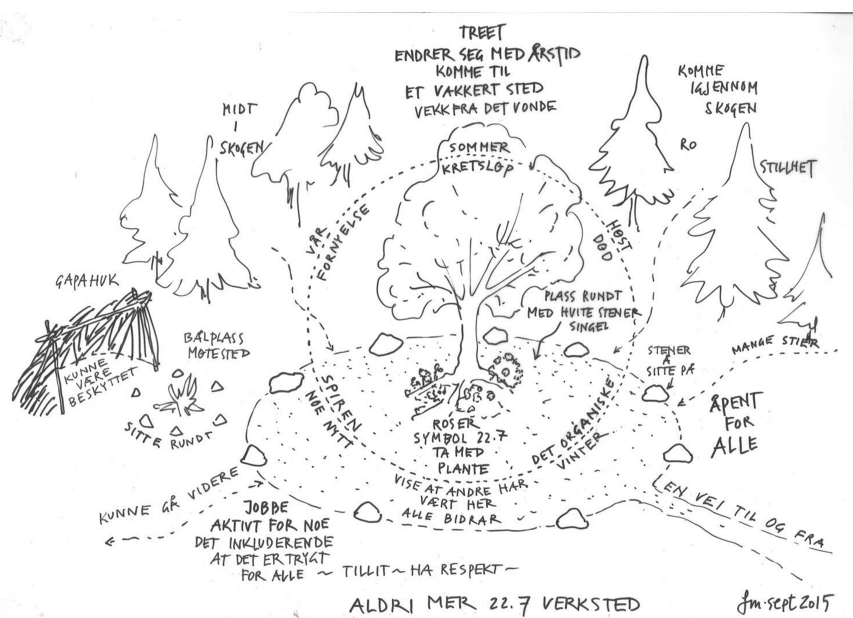 TREET
ENDRER SEG MED ÅRSTID
KOMME TIL
ET VAKKERT STED
VEKK FRA DET VONDE
MIDT
I
SKOGEN
KOMME
IGJENNOM
SKOGEN
RO
STILLHET
SOMMER
KRETSLØP
VÅR
FORNYELSE
HØST
DØD
GAPAHUK
KUNNE
VÆRE
BESKYTTET
BÅLPLASS
MØTESTED
SITTE RUNDT
PLASS RUNDT
MED HVITE STENER
SINGEL
STENER
Å
SITTE PÅ
MANGE STIER
ÅPENT
FOR
ALLE
SPIREN
NOE NYTT
ROSER
SYMBOL 22.7
TA MED
PLANTE
DET ORGANISKE
VINTER
VISE AT ANDRE HAR
VÆRT HER
ALLE BIDRAR
KUNNE GÅ VIDERE
EN VEI TIL OG FRA
JOBBE
AKTIVT FOR NOE
DET INKLUDERENDE
AT DET ER TRYGT
FOR ALLE ~ TILLIT ~ HA RESPEKT ~
ALDRI MER 22.7 VERKSTED
sept 2015